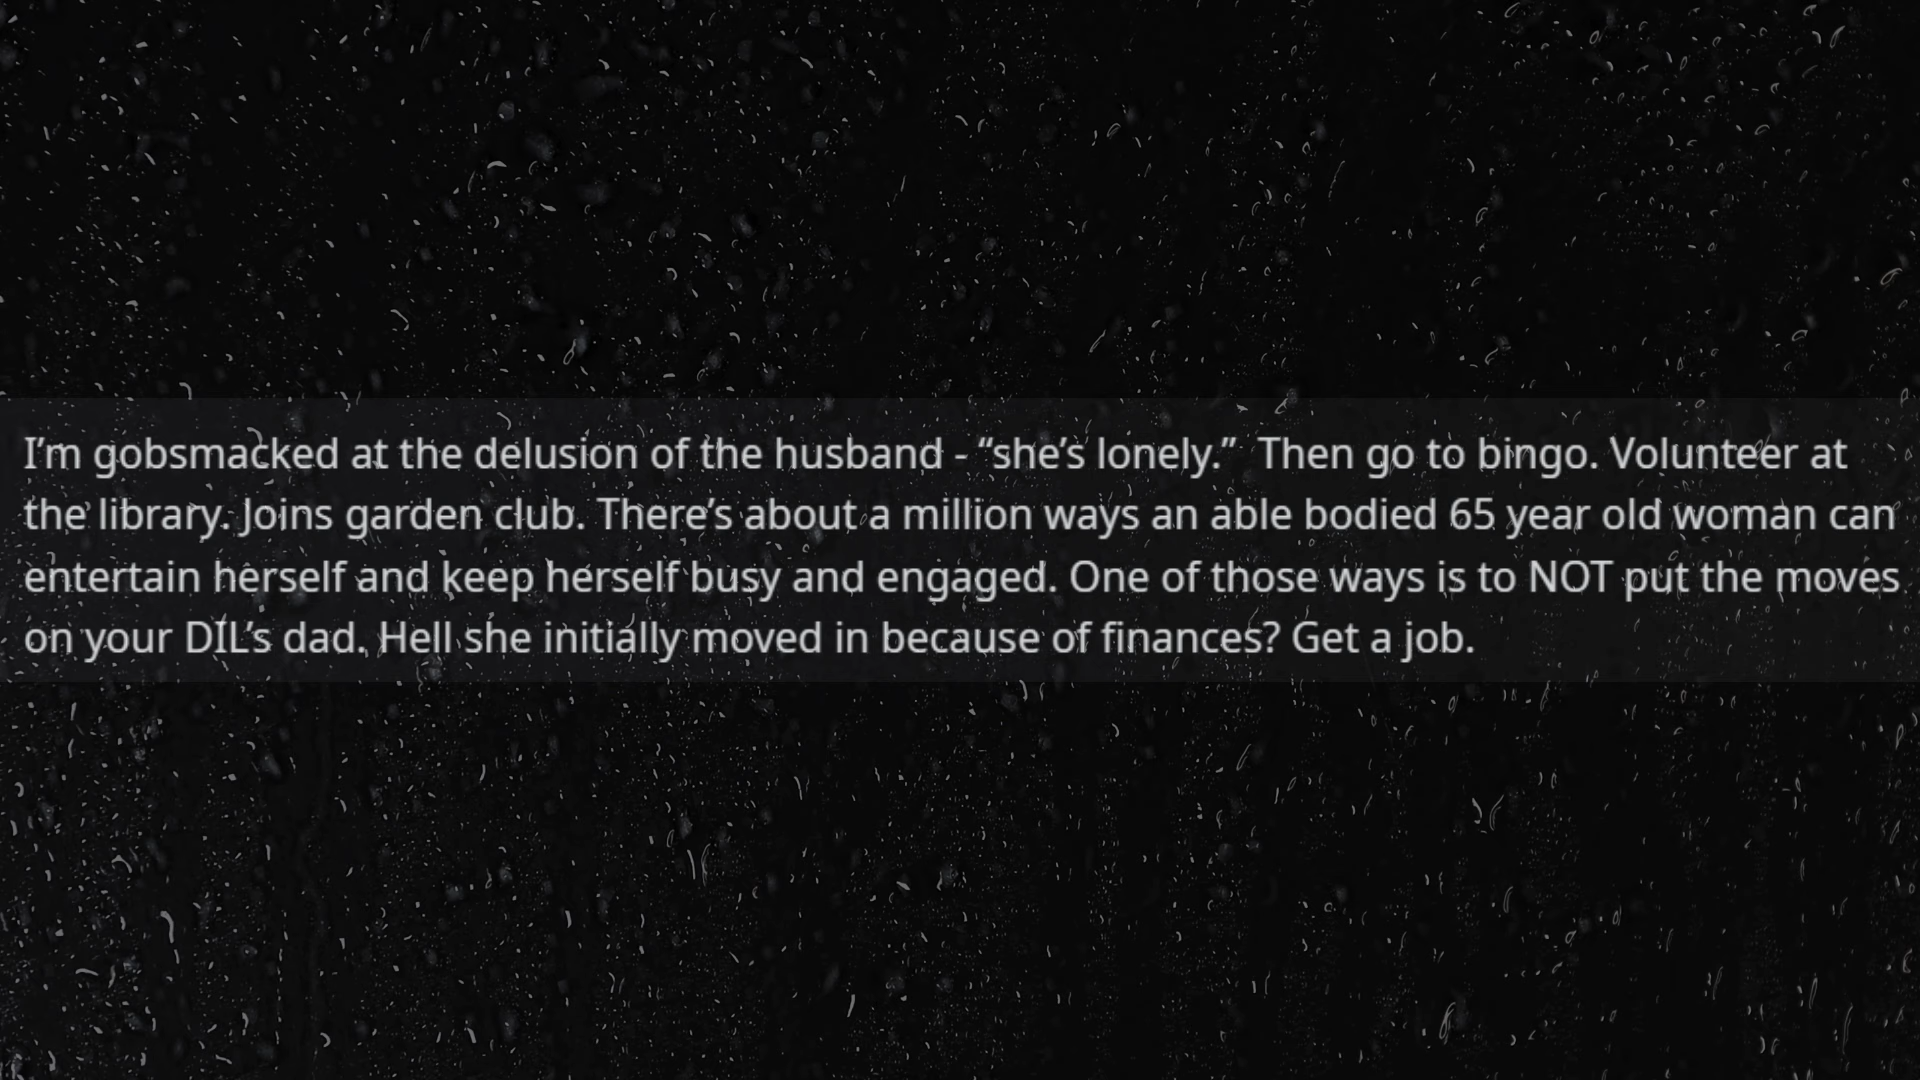 I’m gobsmacked at the delusion of the husband - “she’s lonely.”  Then go to bingo. Volunteer at
the library. Joins garden club. There’s about a million ways an able bodied 65 year old woman can
entertain herself and keep herself busy and engaged. One of those ways is to NOT put the moves
on your DIL’s dad. Hell she initially moved in because of finances? Get a job.